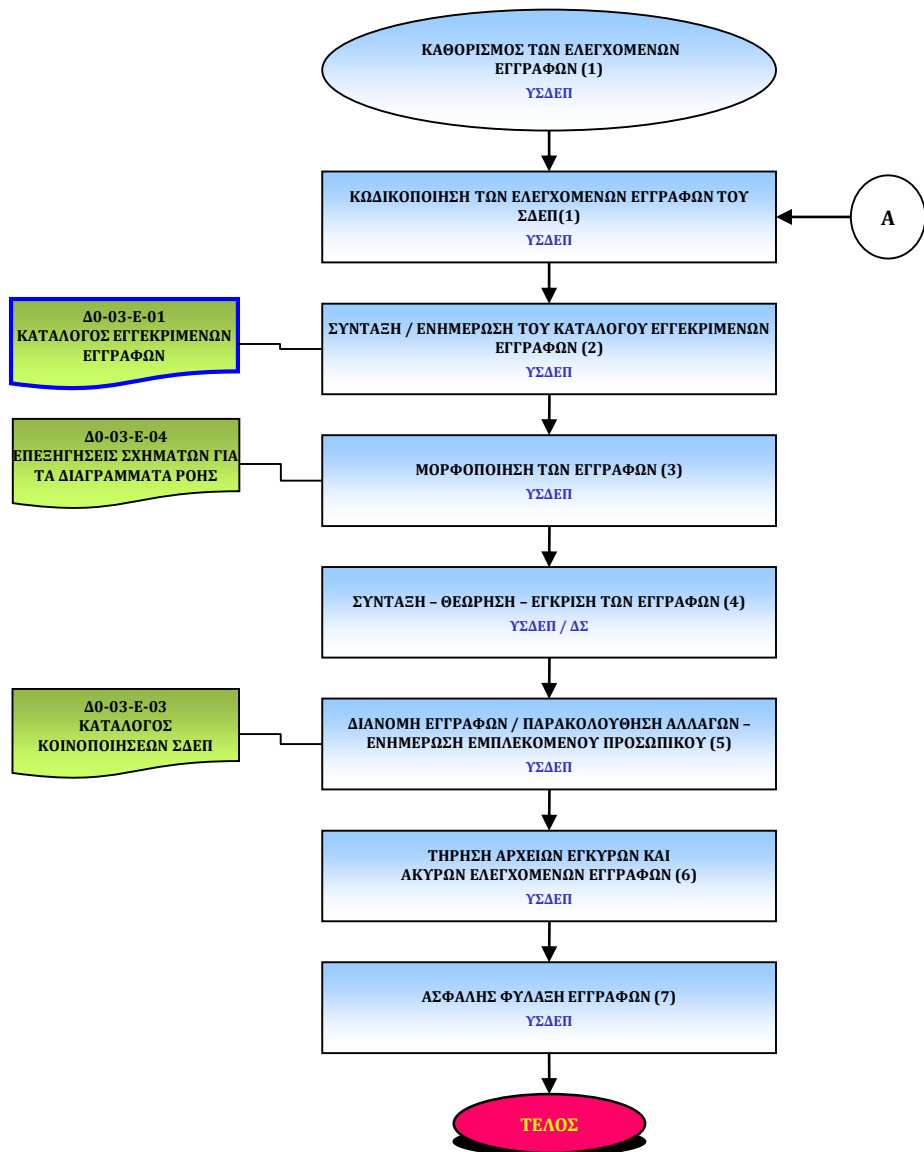 ΚΑΘΟΡΙΣΜΟΣ ΤΩΝ ΕΛΕΓΧΟΜΕΝΩΝ
ΕΓΓΡΑΦΩΝ (1)
ΥΣΔΕΠ
ΚΩΔΙΚΟΠΟΙΗΣΗ ΤΩΝ ΕΛΕΓΧΟΜΕΝΩΝ ΕΓΓΡΑΦΩΝ ΤΟΥ
ΣΔΕΠ(1)
ΥΣΔΕΠ
Α
Δ0-03-Ε-01
ΚΑΤΑΛΟΓΟΣ ΕΓΓΕΚΡΙΜΕΝΩΝ
ΕΓΓΡΑΦΩΝ
ΣΥΝΤΑΞΗ / ΕΝΗΜΕΡΩΣΗ ΤΟΥ ΚΑΤΑΛΟΓΟΥ ΕΓΓΕΚΡΙΜΕΝΩΝ
ΕΓΓΡΑΦΩΝ (2)
ΥΣΔΕΠ
Δ0-03-Ε-04
ΕΠΕΞΗΓΗΣΕΙΣ ΣΧΗΜΑΤΩΝ ΓΙΑ
ΤΑ ΔΙΑΓΡΑΜΜΑΤΑ ΡΟΗΣ
ΜΟΡΦΟΠΟΙΗΣΗ ΤΩΝ ΕΓΓΡΑΦΩΝ (3)
ΥΣΔΕΠ
ΣΥΝΤΑΞΗ – ΘΕΩΡΗΣΗ – ΕΓΚΡΙΣΗ ΤΩΝ ΕΓΓΡΑΦΩΝ (4)
ΥΣΔΕΠ / ΔΣ
Δ0-03-Ε-03
ΚΑΤΑΛΟΓΟΣ
ΚΟΙΝΟΠΟΙΗΣΕΩΝ ΣΔΕΠ
ΔΙΑΝΟΜΗ ΕΓΓΡΑΦΩΝ / ΠΑΡΑΚΟΛΟΥΘΗΣΗ ΑΛΛΑΓΩΝ –
ΕΝΗΜΕΡΩΣΗ ΕΜΠΛΕΚΟΜΕΝΟΥ ΠΡΟΣΩΠΙΚΟΥ (5)
ΥΣΔΕΠ
ΤΗΡΗΣΗ ΑΡΧΕΙΩΝ ΕΓΚΥΡΩΝ ΚΑΙ
ΑΚΥΡΩΝ ΕΛΕΓΧΟΜΕΝΩΝ ΕΓΓΡΑΦΩΝ (6)
ΥΣΔΕΠ
ΑΣΦΑΛΗΣ ΦΥΛΑΞΗ ΕΓΓΡΑΦΩΝ (7)
ΥΣΔΕΠ
ΤΕΛΟΣ